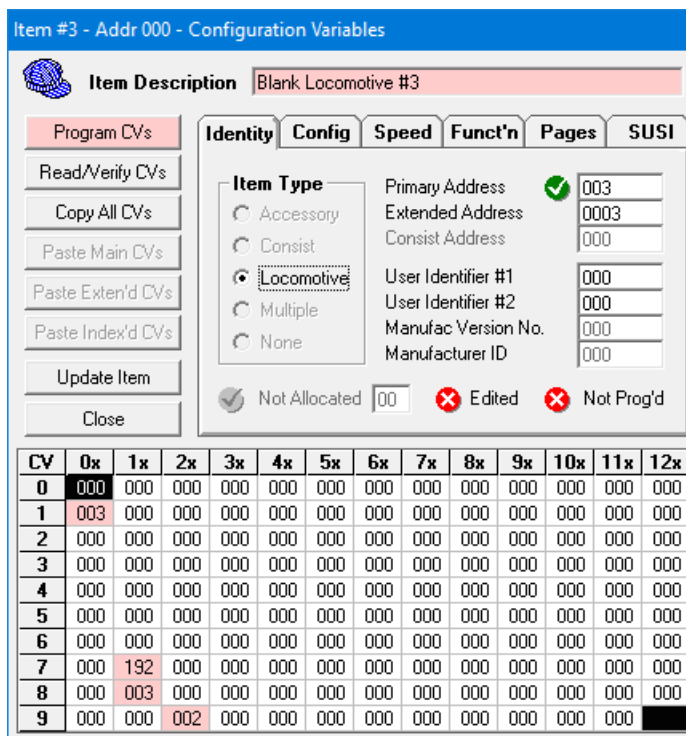 Item #3 - Addr 000 - Configuration Variables
Item Description Blank Locomotive #3
Program CVs
Read/Verify CVs
Copy All CVs
Paste Main CVs
Paste Exten'd CVs
Paste Index'd CVs
Update Item
Close
Identity Config Speed Funct'n Pages SUSI
Item Type
Accessory
Consist
Locomotive
Multiple
None
Primary Address 003
Extended Address 0003
Consist Address 000
User Identifier #1 000
User Identifier #2 000
Manufac Version No. 000
Manufacturer ID 000
Not Allocated 00 Edited Not Prog'd
CV 0x 1x 2x 3x 4x 5x 6x 7x 8x 9x 10x 11x 12x
0 000 000 000 000 000 000 000 000 000 000 000 000 000
1 003 000 000 000 000 000 000 000 000 000 000 000 000
2 000 000 000 000 000 000 000 000 000 000 000 000 000
3 000 000 000 000 000 000 000 000 000 000 000 000 000
4 000 000 000 000 000 000 000 000 000 000 000 000 000
5 000 000 000 000 000 000 000 000 000 000 000 000 000
6 000 000 000 000 000 000 000 000 000 000 000 000 000
7 000 192 000 000 000 000 000 000 000 000 000 000 000
8 000 003 000 000 000 000 000 000 000 000 000 000 000
9 000 000 002 000 000 000 000 000 000 000 000 000